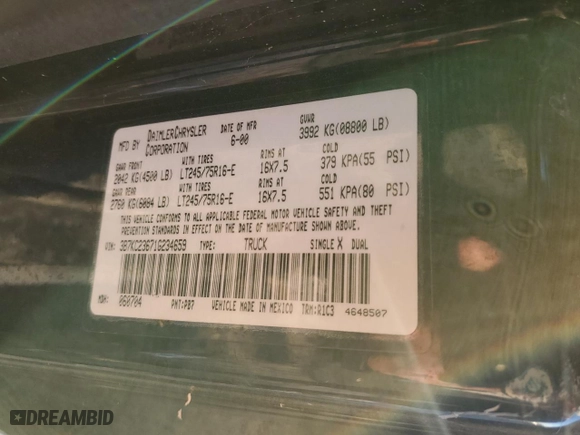 MFD BY DAIMLERCHRYSLER CORPORATION
DATE OF MFR 6-00
GVWR 3992 KG(08800 LB)
GAWR FRONT WITH TIRES RIMS AT COLD
2042 KG(4500 LB) LT245/75R16-E 16X7.5 379 KPA(55 PSI)
GAWR REAR WITH TIRES RIMS AT COLD
2760 KG(6084 LB) LT245/75R16-E 16X7.5 551 KPA(80 PSI)
THIS VEHICLE CONFORMS TO ALL APPLICABLE FEDERAL MOTOR VEHICLE SAFETY AND THEFT
PREVENTION STANDARDS IN EFFECT ON THE DATE OF MANUFACTURE SHOWN ABOVE.
VIN: 3B7KC23671G234659 TYPE: TRUCK SINGLE X DUAL
MDH: 060704 PNT:PB7 VEHICLE MADE IN MEXICO TRM:R1C3 4648507
DREAMBID